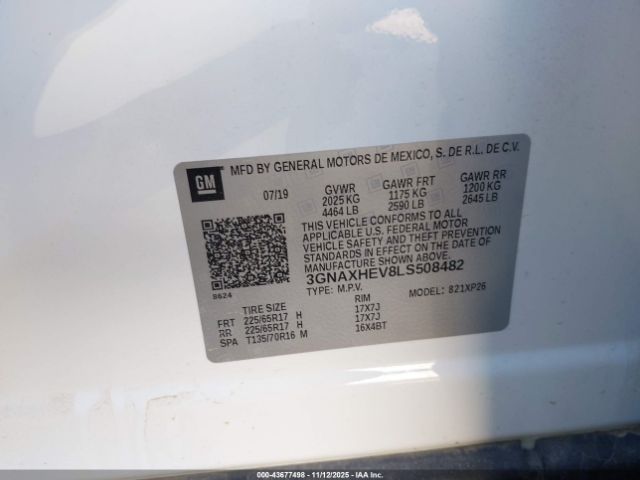 GM
MFD BY GENERAL MOTORS DE MEXICO, S. DE R.L. DE C.V.
07/19 GVWR GAWR FRT GAWR RR
2025 KG 1175 KG 1200 KG
4464 LB 2590 LB 2645 LB
THIS VEHICLE CONFORMS TO ALL
APPLICABLE U.S. FEDERAL MOTOR
VEHICLE SAFETY AND THEFT PREVENTION
STANDARDS IN EFFECT ON THE DATE OF
MANUFACTURE SHOWN ABOVE.
3GNAXHEV8LS508482
8624 TYPE: M.P.V. MODEL: 821XP26
TIRE SIZE RIM
FRT 225/65R17 H 17X7J
RR 225/65R17 H 17X7J
SPA T135/70R16 M 16X4BT
000-43677498 - 11/12/2025 - IAAI.com